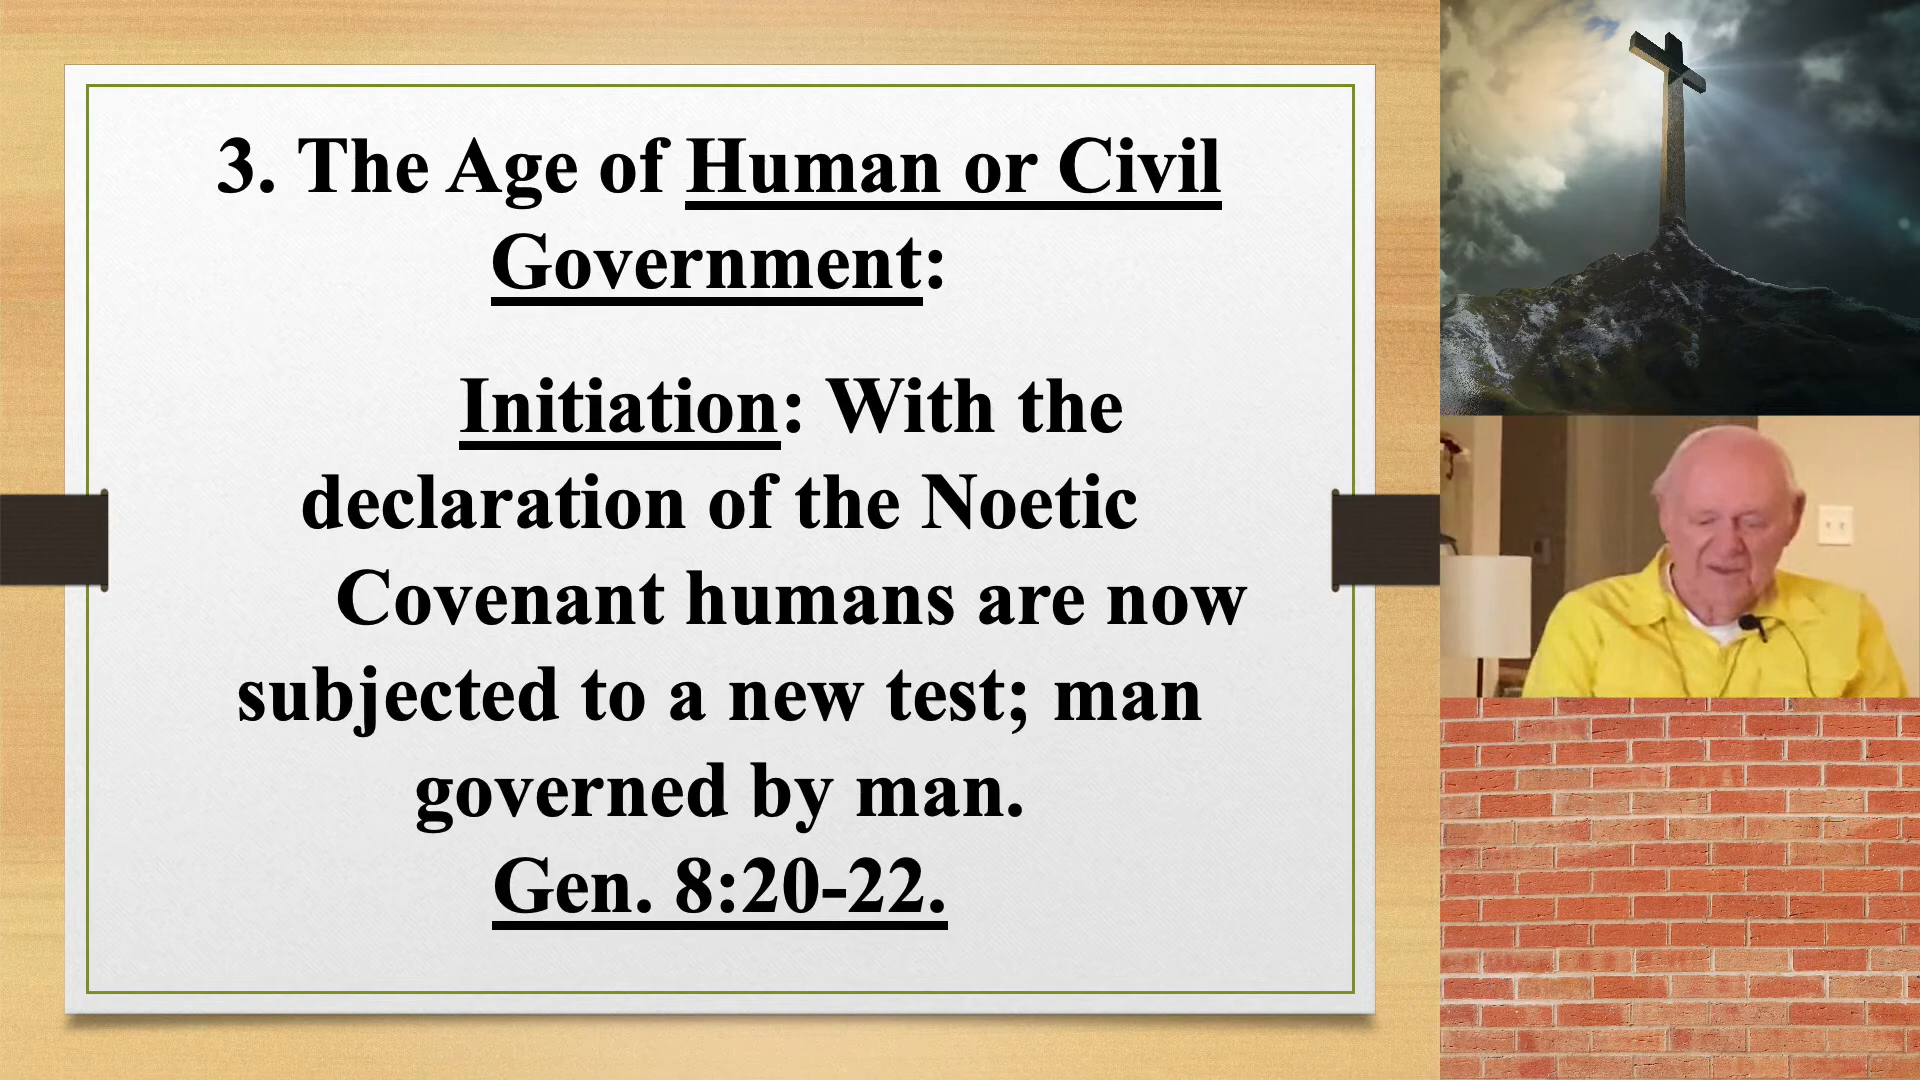 3. The Age of Human or Civil
Government:
Initiation: With the
declaration of the Noetic
Covenant humans are now
subjected to a new test; man
governed by man.
Gen. 8:20-22.